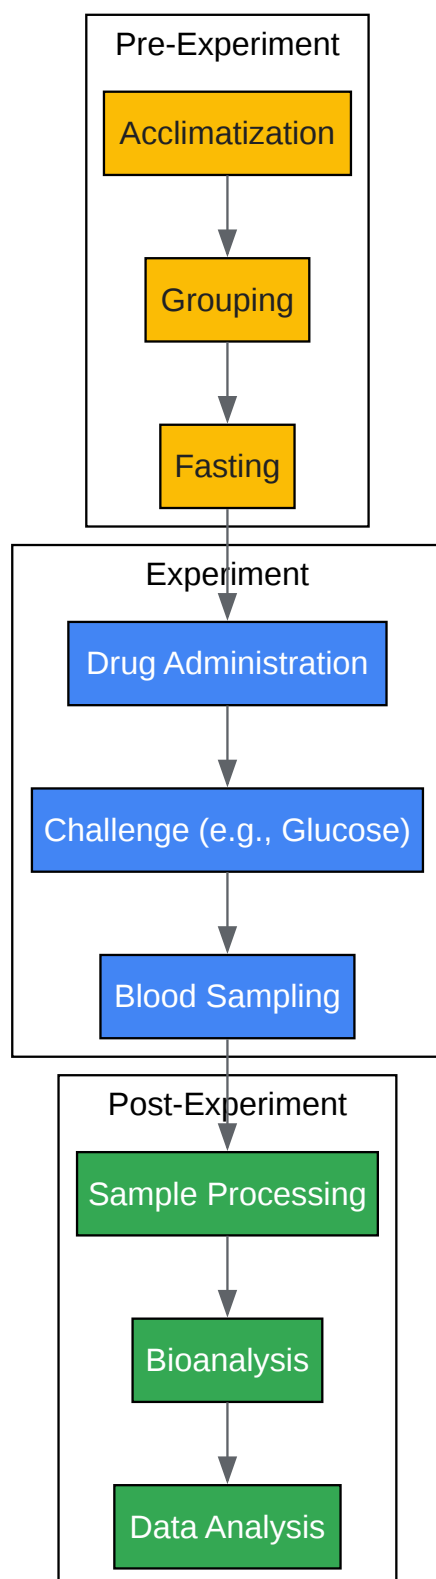 Pre-Experiment
Acclimatization
Grouping
Fasting
Experiment
Drug Administration
Challenge (e.g., Glucose)
Blood Sampling
Post-Experiment
Sample Processing
Bioanalysis
Data Analysis